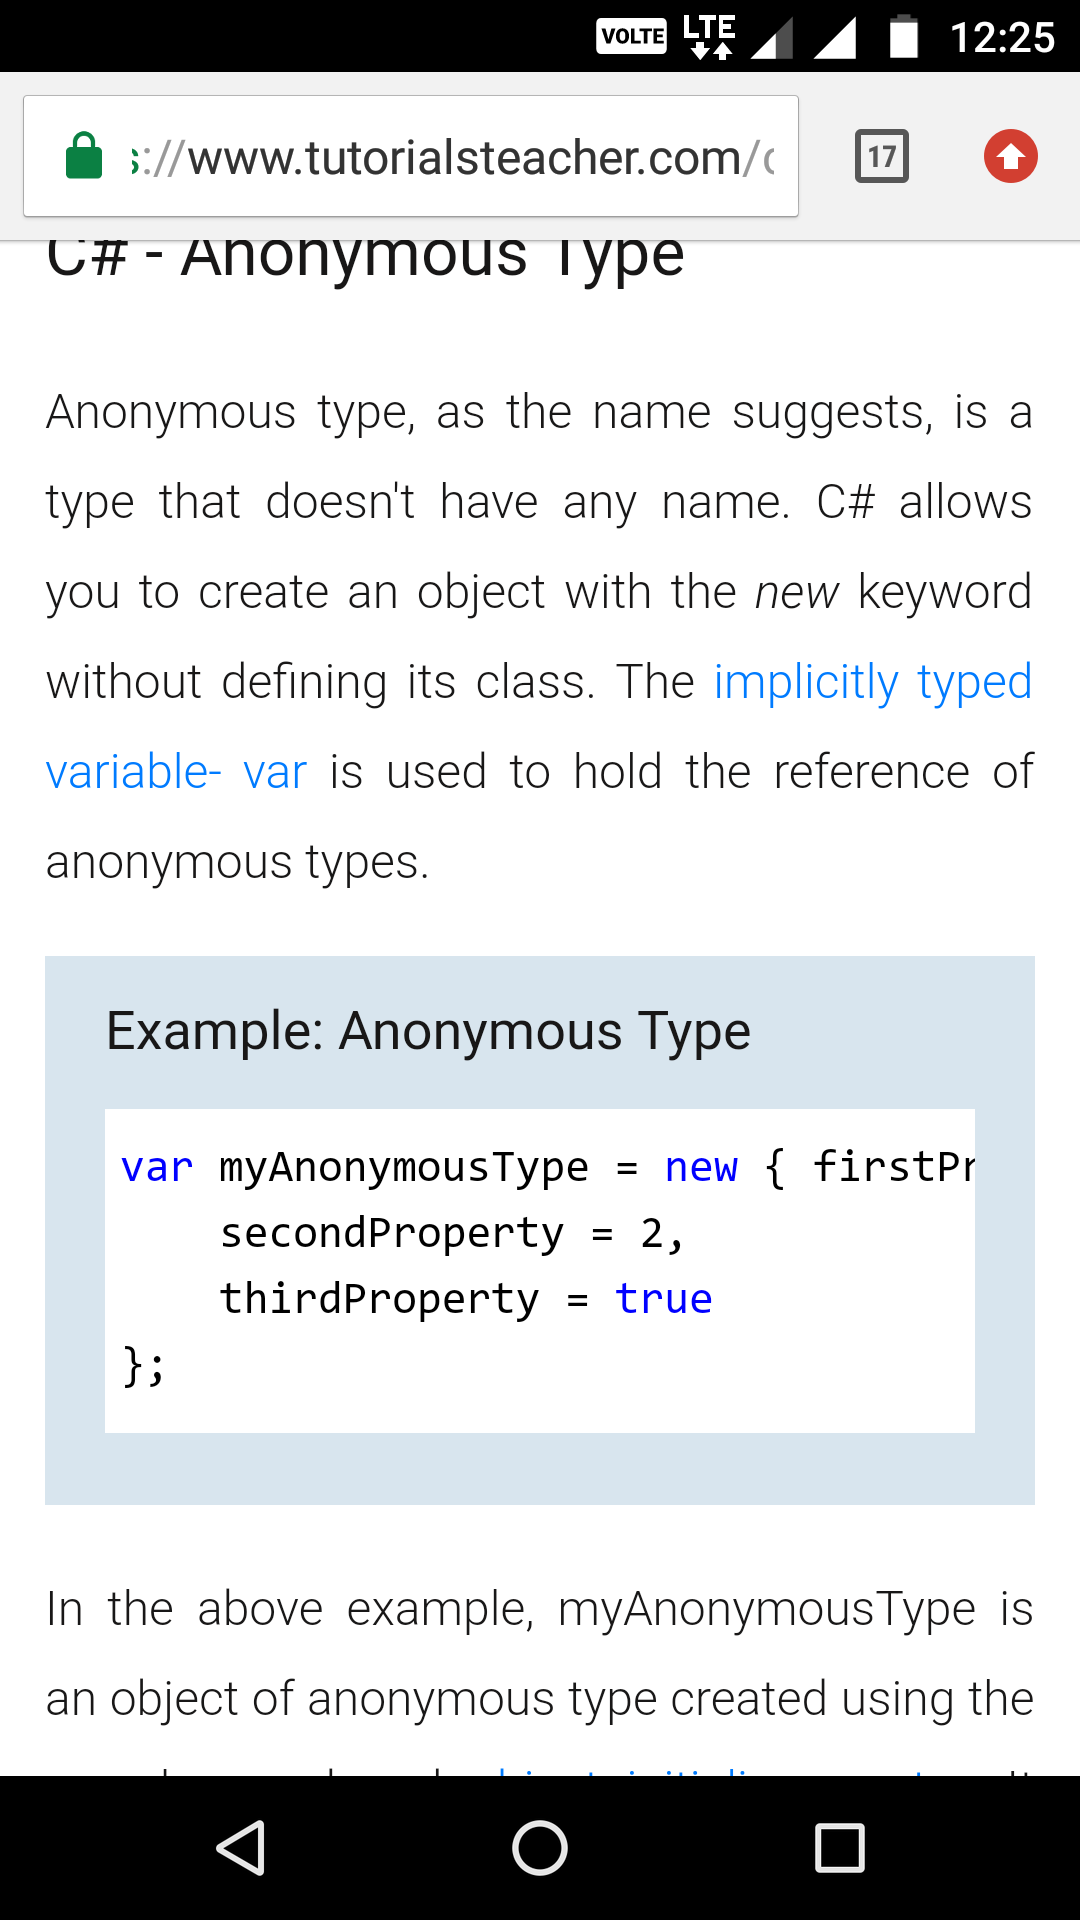 VOLTE LTE 12:25
s://www.tutorialsteacher.com/c 17
C# - Anonymous Type
Anonymous type, as the name suggests, is a
type that doesn't have any name. C# allows
you to create an object with the new keyword
without defining its class. The implicitly typed
variable- var is used to hold the reference of
anonymous types.
Example: Anonymous Type
var myAnonymousType = new { firstPr
secondProperty = 2,
thirdProperty = true
};
In the above example, myAnonymousType is
an object of anonymous type created using the